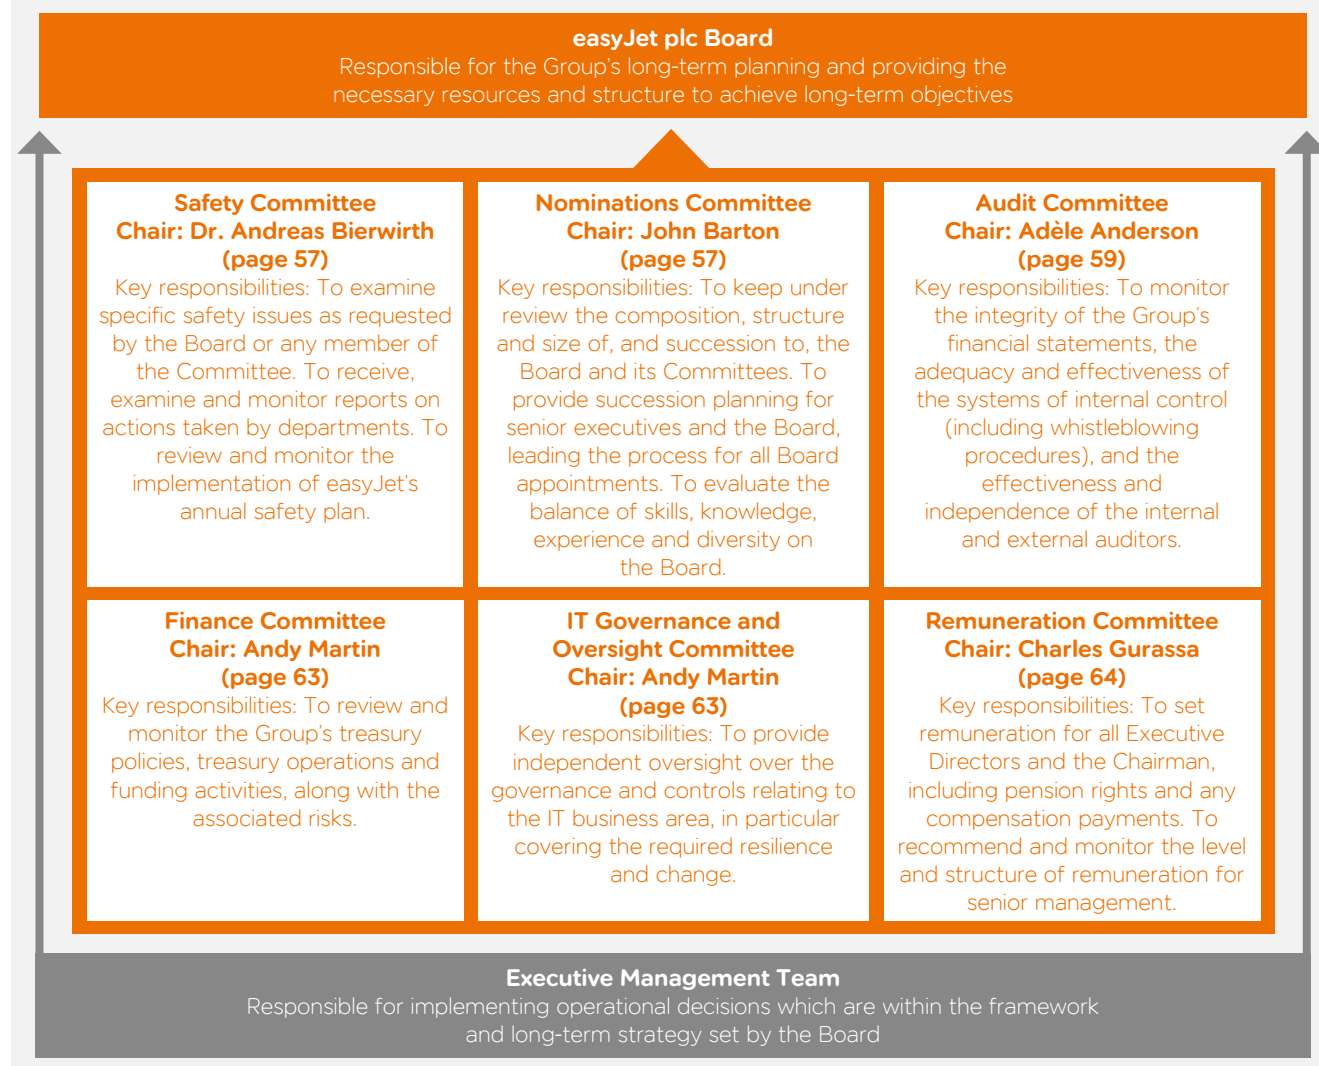 easyJet plc Board
Responsible for the Group's long-term planning and providing the
necessary resources and structure to achieve long-term objectives
Safety Committee
Chair: Dr. Andreas Bierwirth
(page 57)
Key responsibilities: To examine
specific safety issues as requested
by the Board or any member of
the Committee. To receive,
examine and monitor reports on
actions taken by departments. To
review and monitor the
implementation of easyJet's
annual safety plan.
Nominations Committee
Chair: John Barton
(page 57)
Key responsibilities: To keep under
review the composition, structure
and size of, and succession to, the
Board and its Committees. To
provide succession planning for
senior executives and the Board,
leading the process for all Board
appointments. To evaluate the
balance of skills, knowledge,
experience and diversity on
the Board.
Audit Committee
Chair: Adèle Anderson
(page 59)
Key responsibilities: To monitor
the integrity of the Group's
financial statements, the
adequacy and effectiveness of
the systems of internal control
(including whistleblowing
procedures), and the
effectiveness and
independence of the internal
and external auditors.
Finance Committee
Chair: Andy Martin
(page 63)
Key responsibilities: To review and
monitor the Group's treasury
policies, treasury operations and
funding activities, along with the
associated risks.
IT Governance and
Oversight Committee
Chair: Andy Martin
(page 63)
Key responsibilities: To provide
independent oversight over the
governance and controls relating to
the IT business area, in particular
covering the required resilience
and change.
Remuneration Committee
Chair: Charles Gurassa
(page 64)
Key responsibilities: To set
remuneration for all Executive
Directors and the Chairman,
including pension rights and any
compensation payments. To
recommend and monitor the level
and structure of remuneration for
senior management.
Executive Management Team
Responsible for implementing operational decisions which are within the framework
and long-term strategy set by the Board